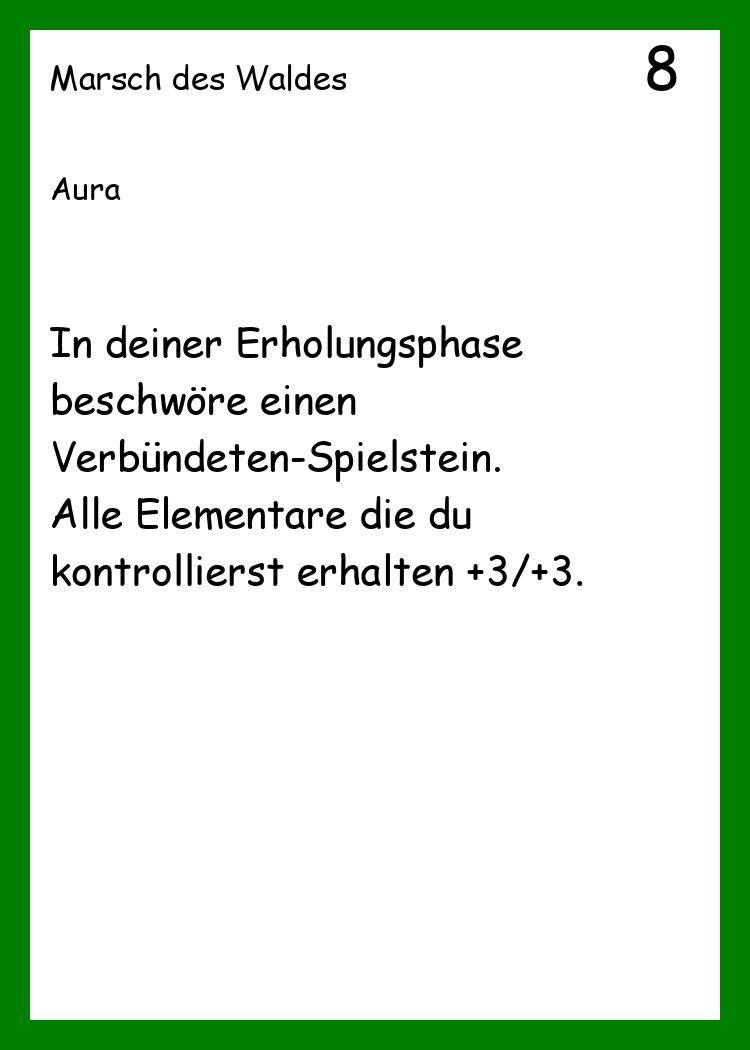 Marsch des Waldes
8
Aura
In deiner Erholungsphase
beschwöre einen
Verbündeten-Spielstein.
Alle Elementare die du
kontrollierst erhalten +3/+3.